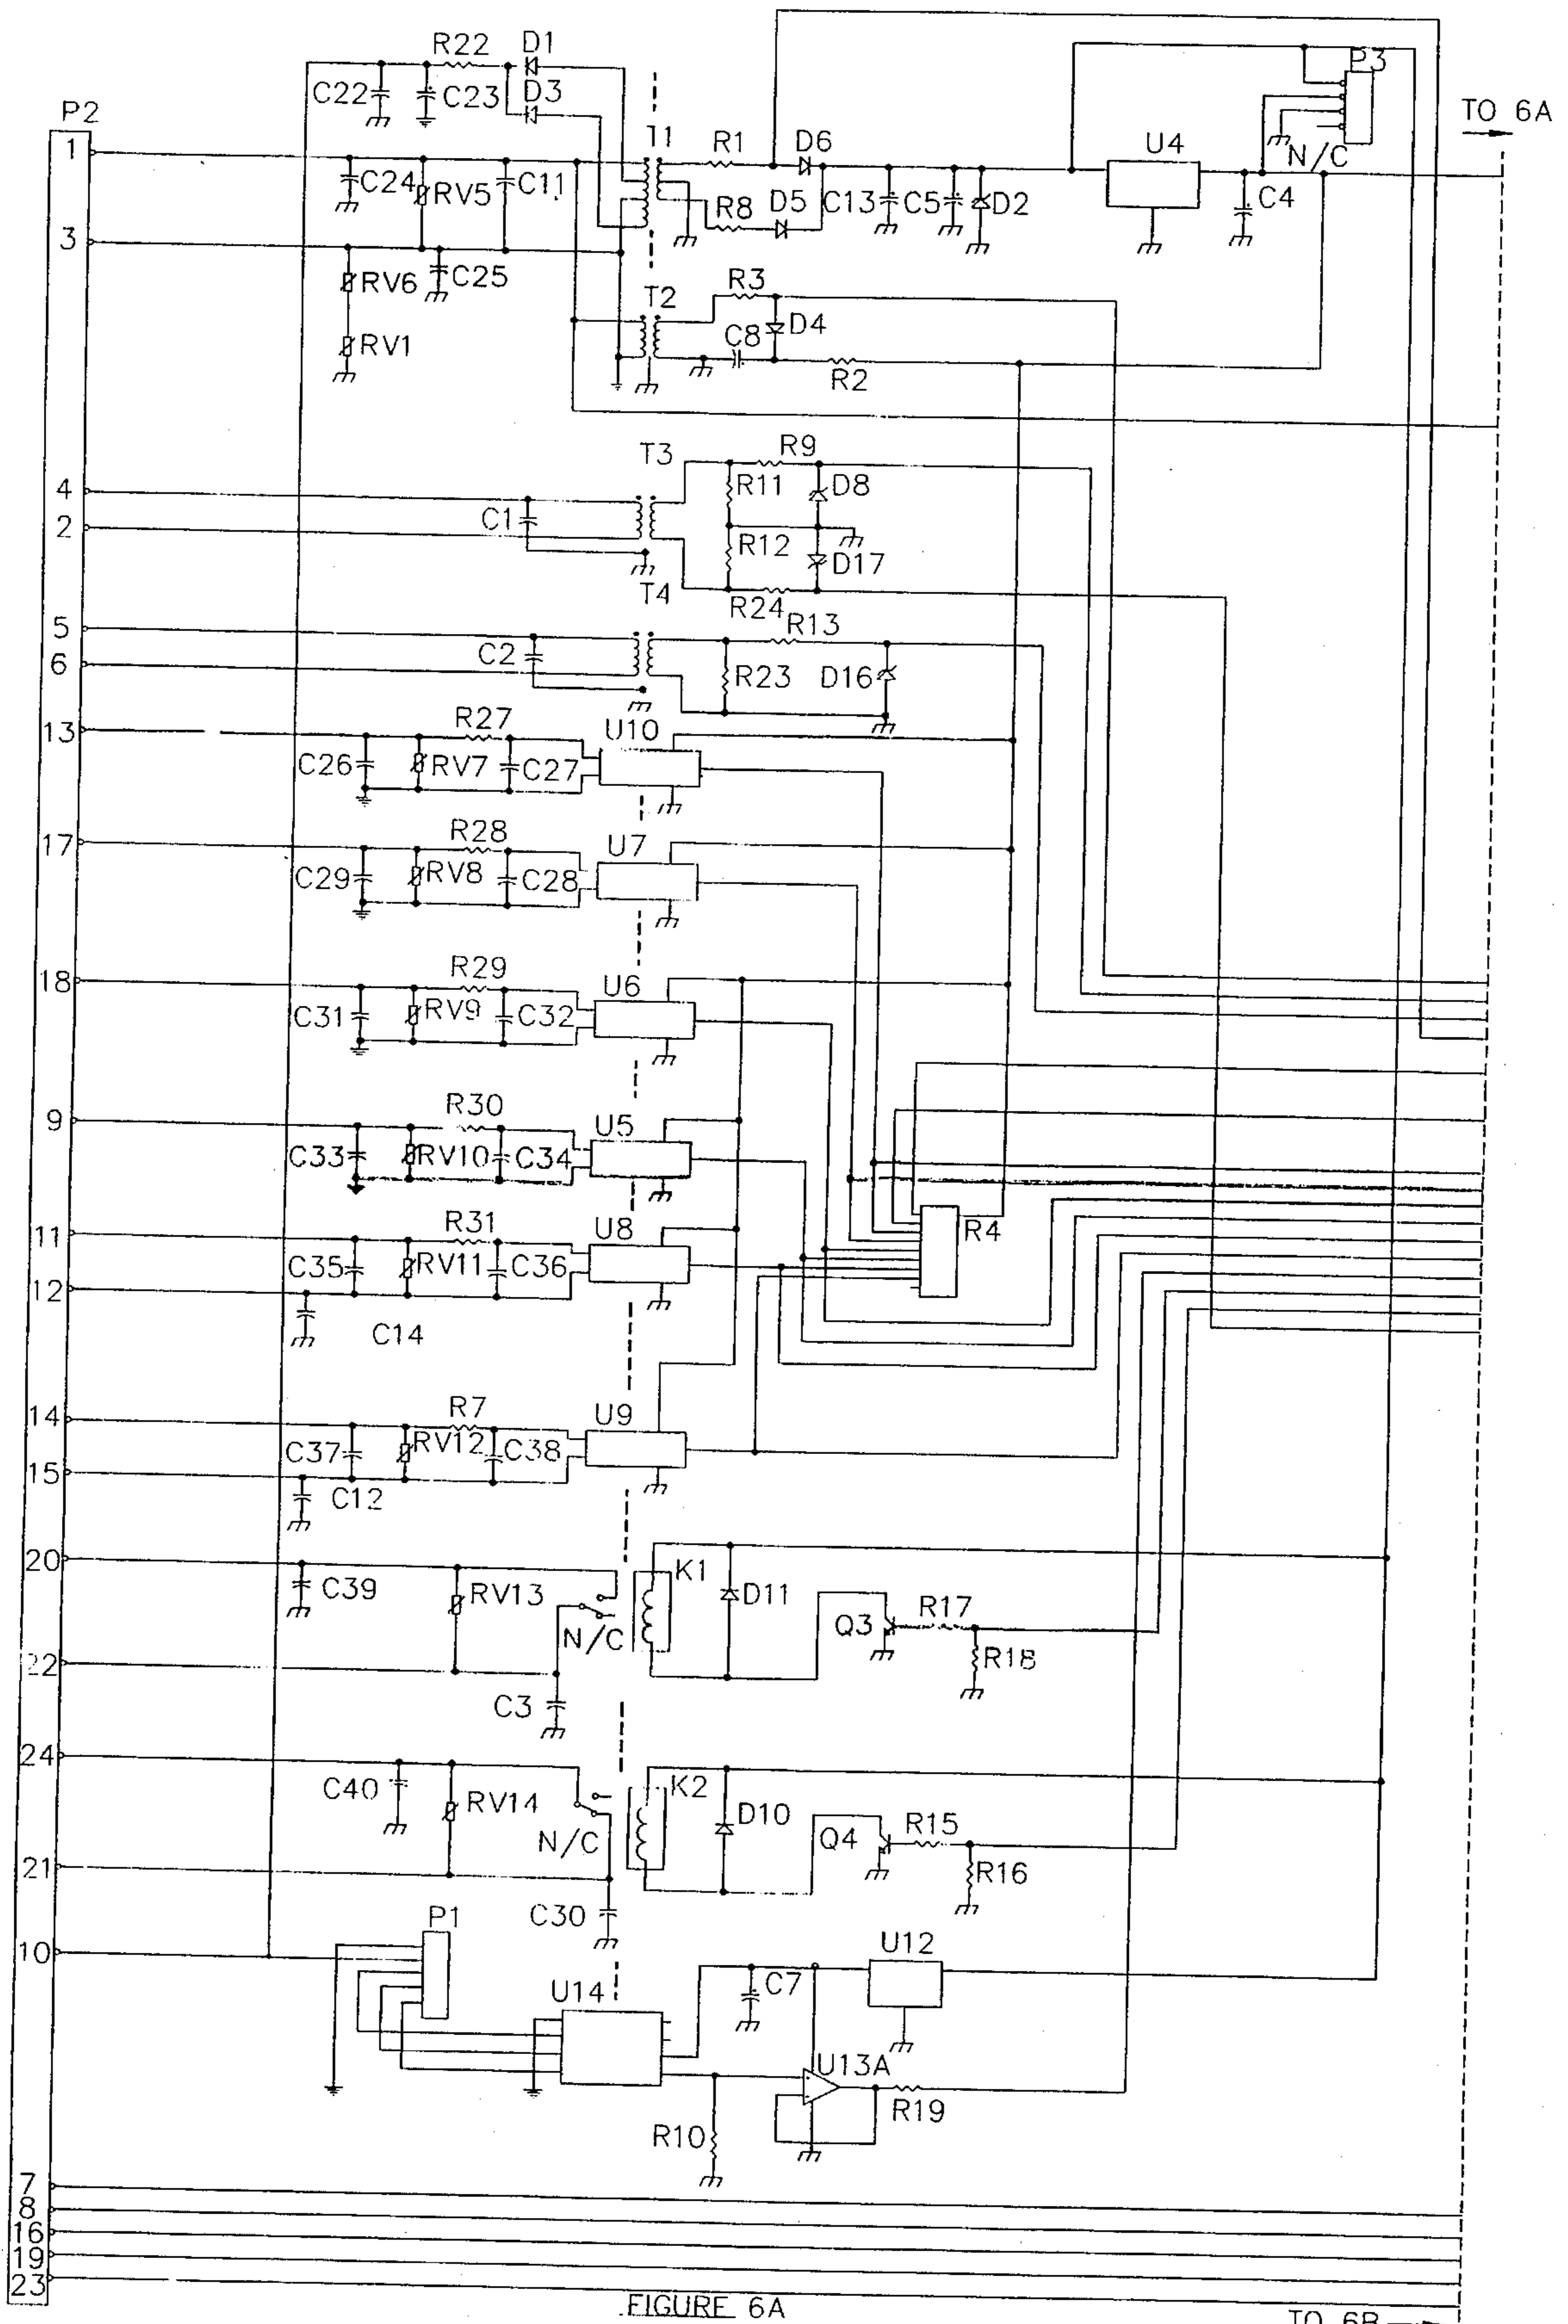 R22 D1
C22 C23 D3
P3
P2
TO 6A
1
T1 R1 D6 U4
N/C
C24 RV5 C11
R8 D5 C13 C5 D2 C4
3
RV6 C25
T2 R3
D4
RV1 C8
R2
T3 R9
4
R11 D8
C1
2
R12 D17
T4
R24
5
R13
C2
6
R23 D16
13 R27 U10
C26 RV7 C27
17 R28 U7
C29 RV8 C28
18 R29 U6
C31 RV9 C32
9 R30 U5
C33 RV10 C34
11 R31 U8 R4
C35 RV11 C36
12
C14
14 R7 U9
C37 RV12 C38
15
C12
20 K1
C39 RV13 D11
R17
N/C Q3
R18
22
C3
24
K2
C40 RV14
D10 R15
N/C Q4
R16
21
C30
P1
10
U12
C7
U14
U13A
R19
R10
7
8
16
19
23
FIGURE 6A
TO 6B